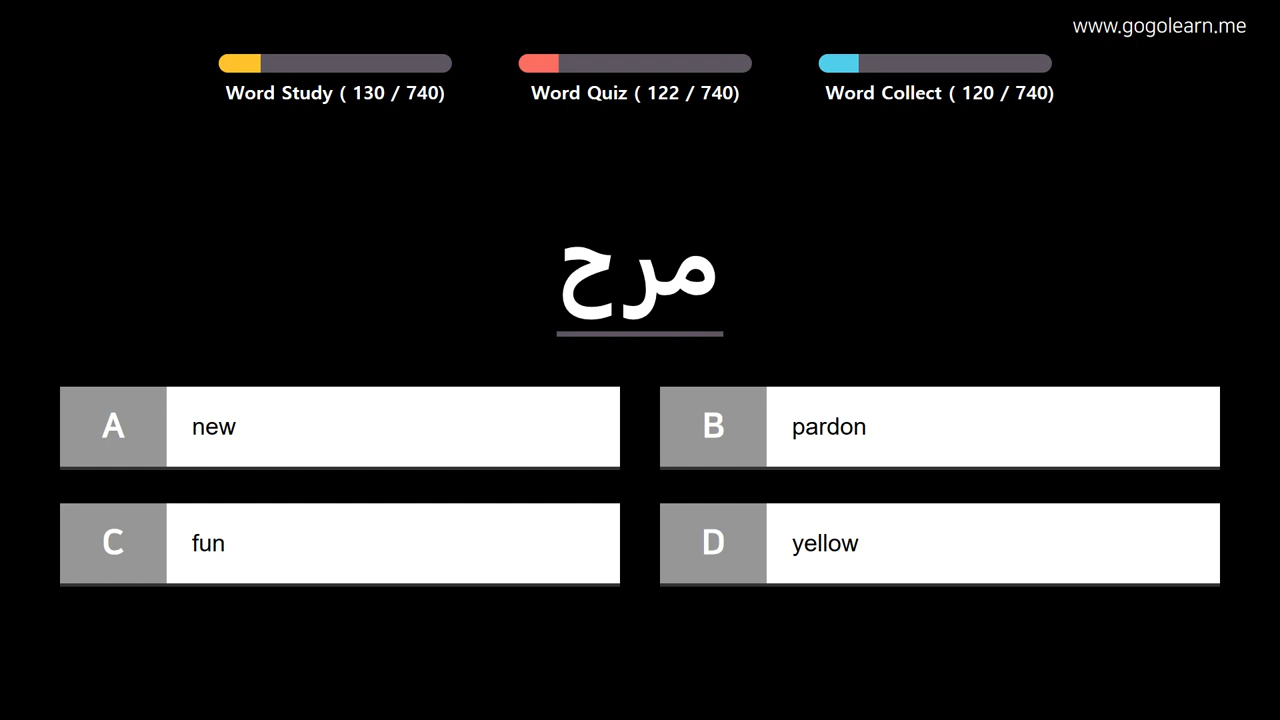 www.gogolearn.me
Word Study ( 130 / 740)
Word Quiz ( 122 / 740)
Word Collect ( 120 / 740)
مرح
A
new
B
pardon
C
fun
D
yellow